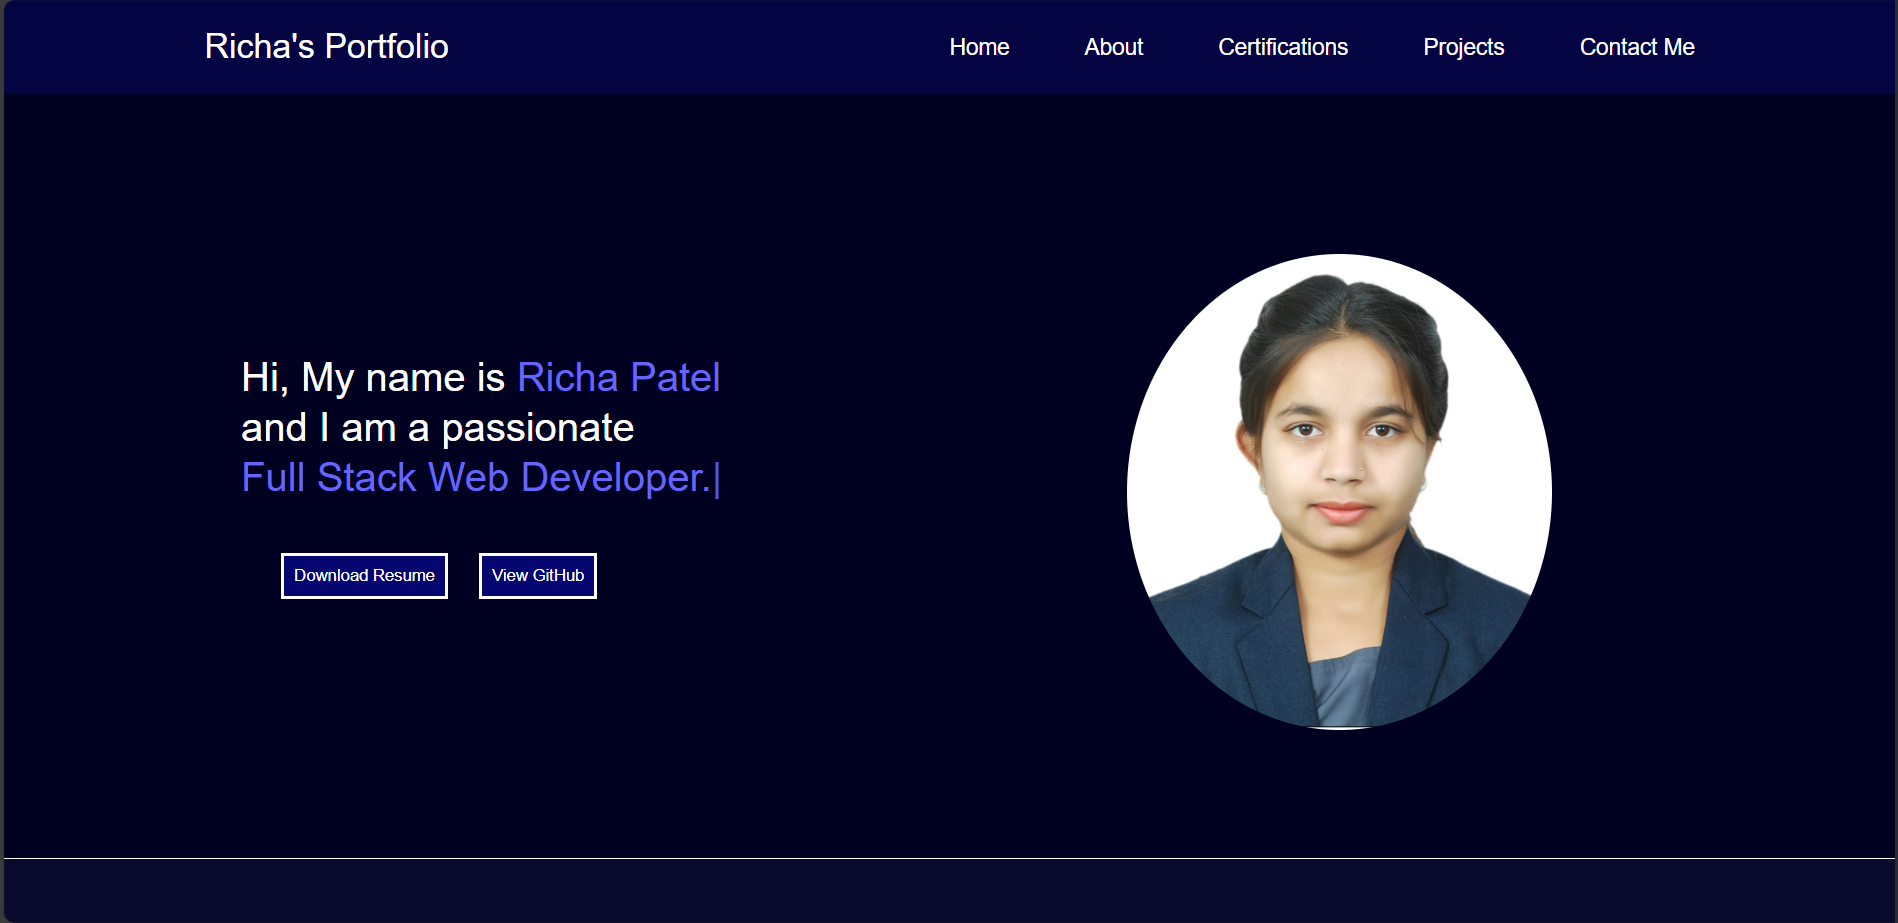 Richa's Portfolio
Home
About
Certifications
Projects
Contact Me
Hi, My name is Richa Patel
and I am a passionate
Full Stack Web Developer.|
Download Resume
View GitHub